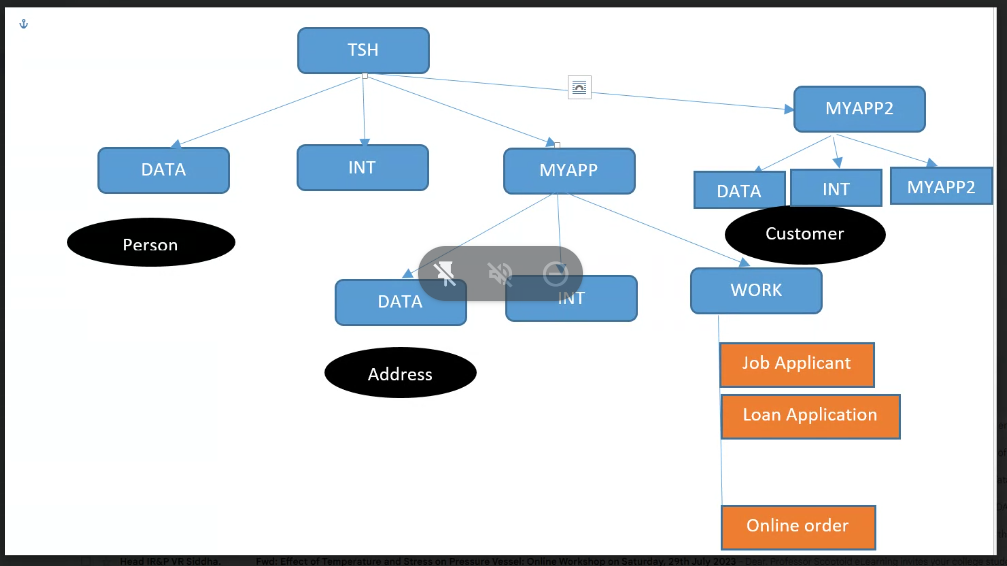 TSH
MYAPP2
DATA
INT
MYAPP
DATA
INT
MYAPP2
Person
Customer
DATA
INT
WORK
Address
Job Applicant
Loan Application
Online order
Head IR&P VR Siddha. Fwd: Effect of Temperature and Stress on Pressure Vessel: Online Workshop on Saturday, 29th July 2023